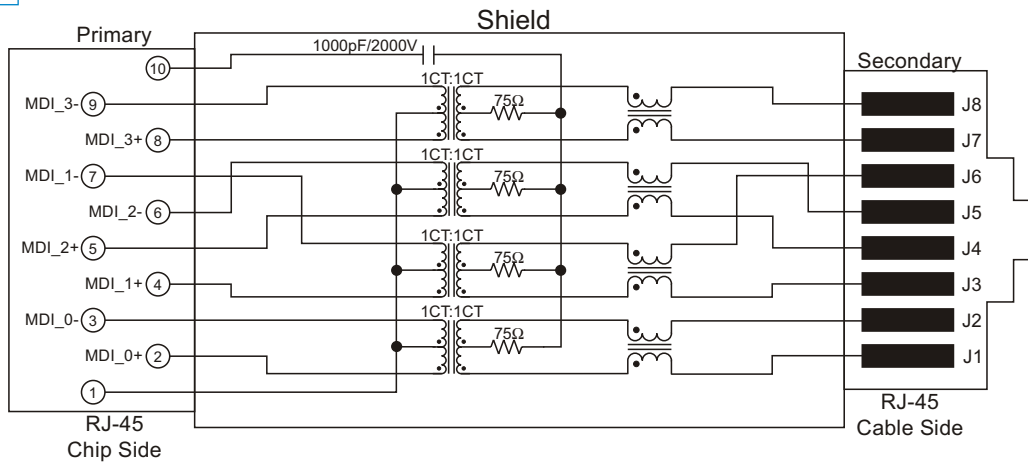 Shield
Primary
1000pF/2000V
Secondary
10
1CT:1CT
75Ω
MDI_3- 9
J8
MDI_3+ 8
J7
1CT:1CT
75Ω
MDI_1- 7
J6
MDI_2- 6
J5
MDI_2+ 5
J4
1CT:1CT
75Ω
MDI_1+ 4
J3
MDI_0- 3
J2
1CT:1CT
75Ω
MDI_0+ 2
J1
1
RJ-45
Chip Side
RJ-45
Cable Side